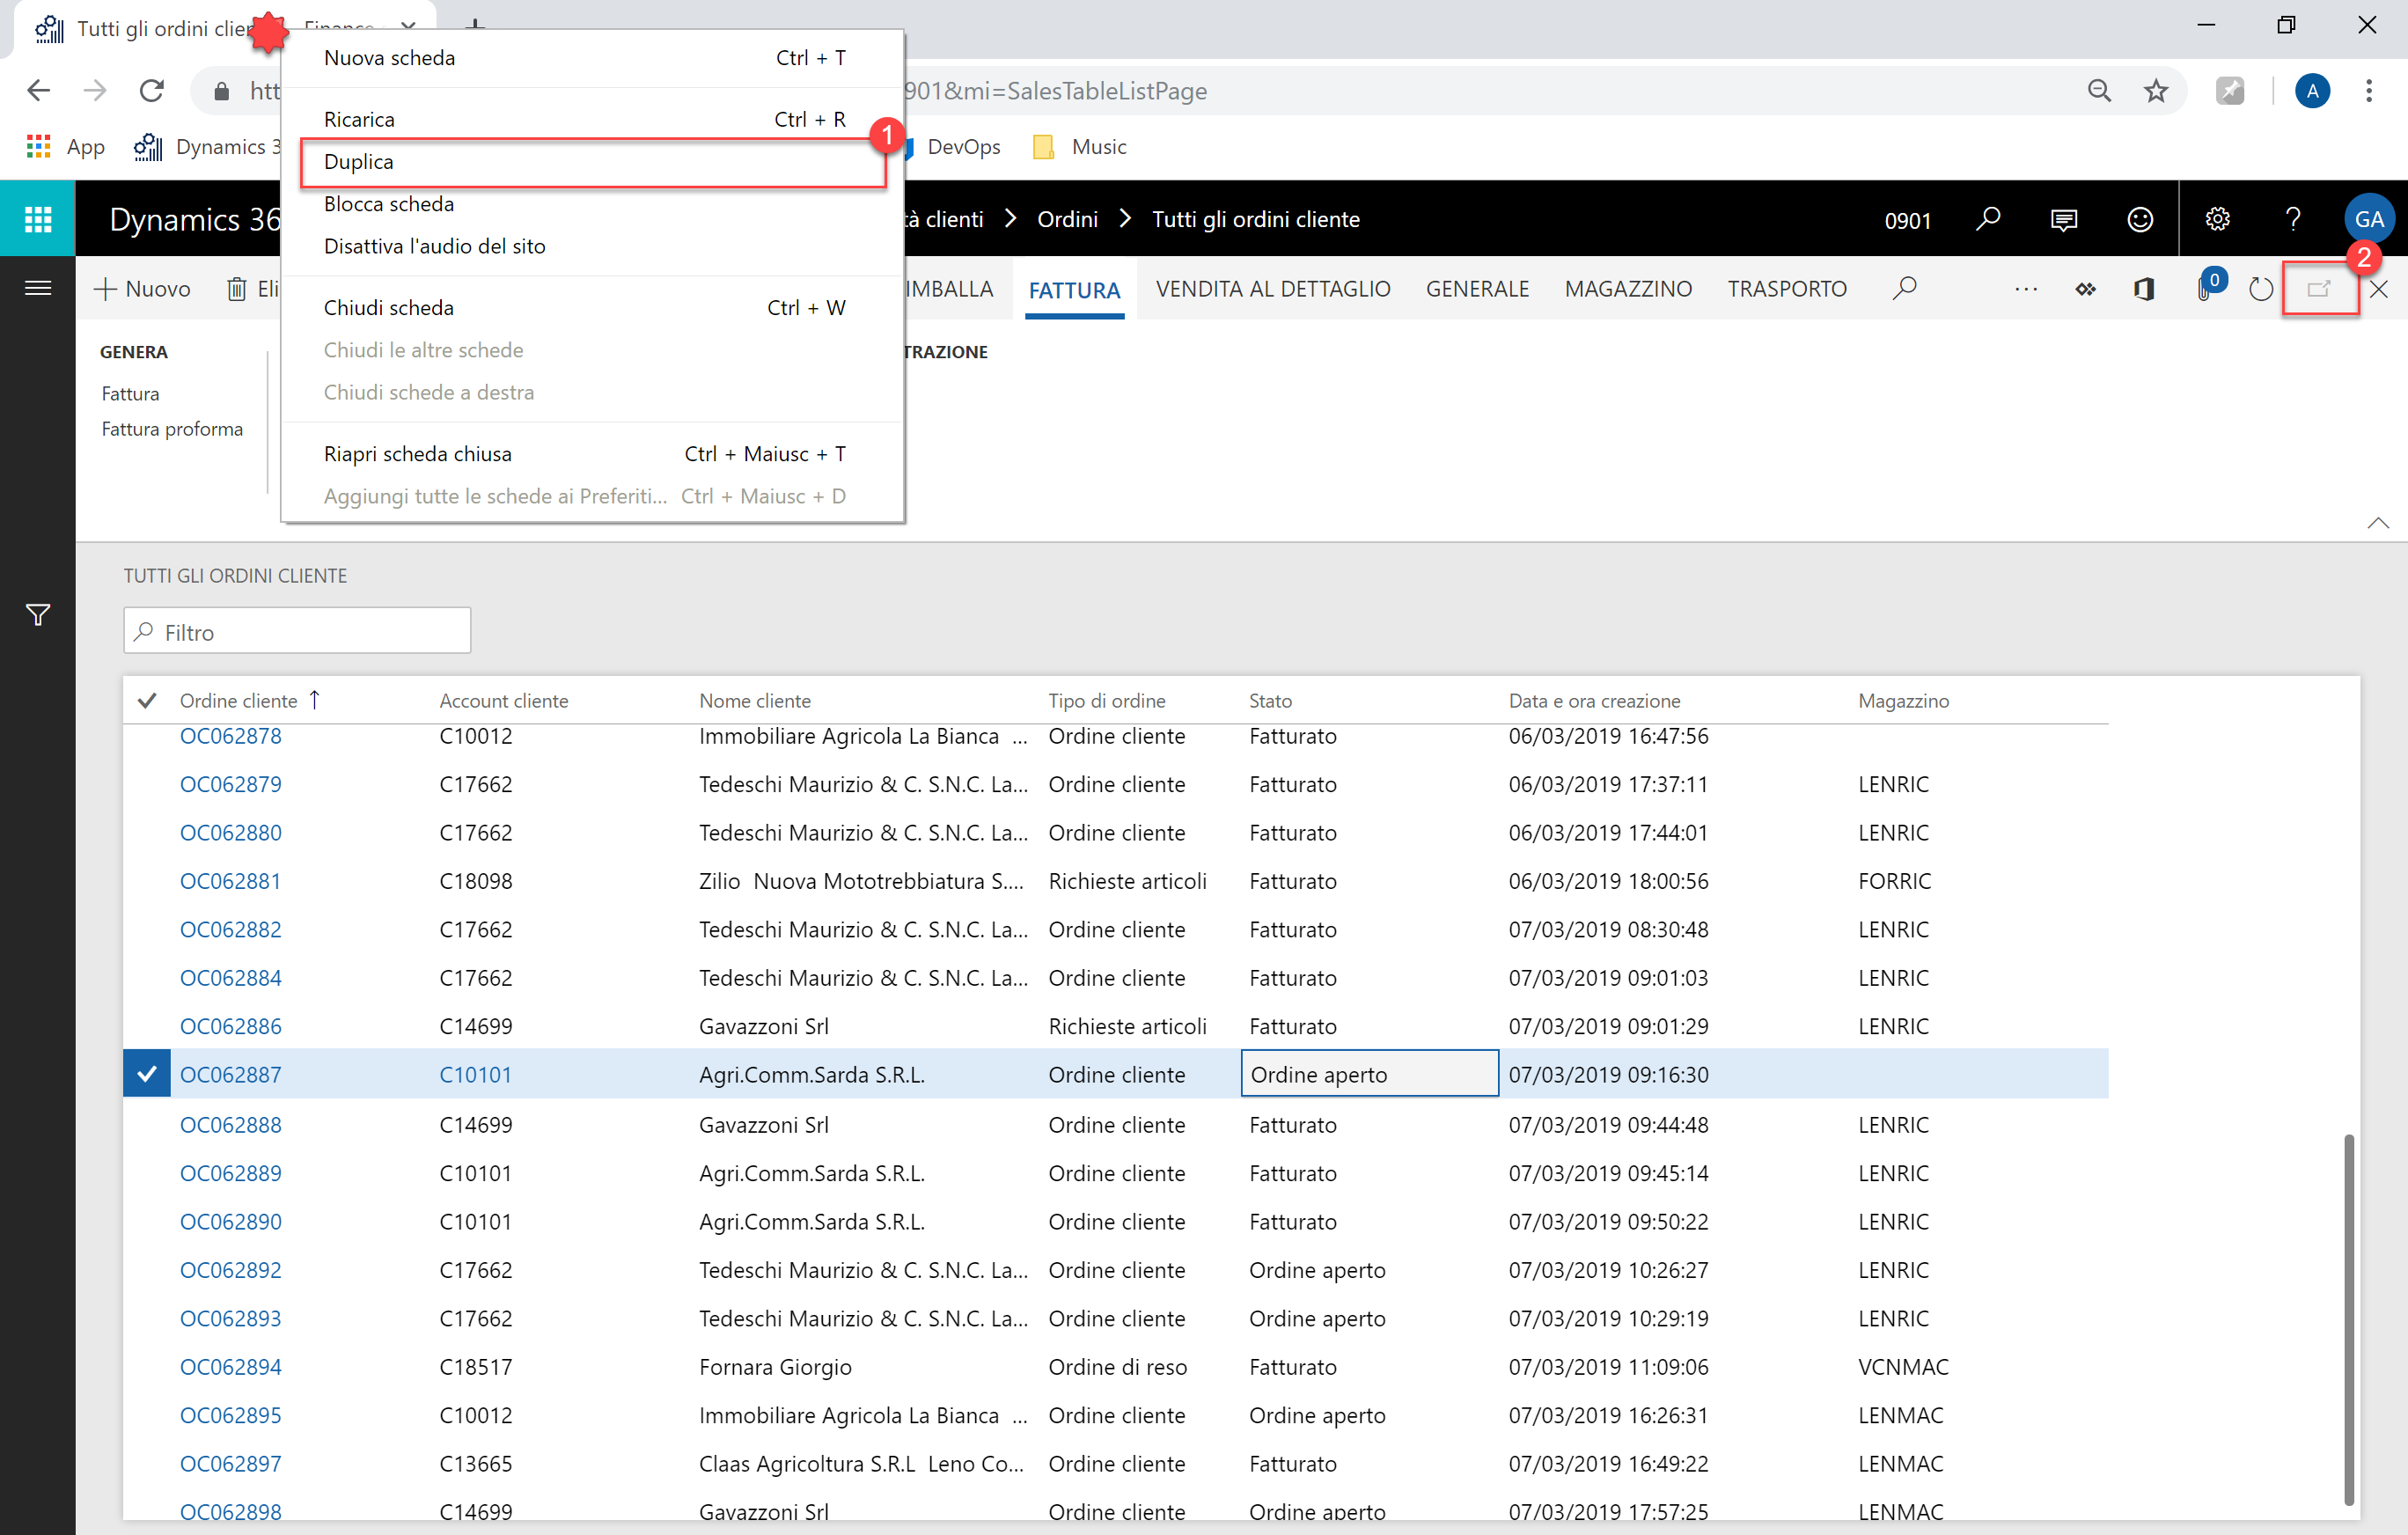 Tutti gli ordini clien Finance
Nuova scheda Ctrl + T
Ricarica Ctrl + R
Duplica
Blocca scheda
Disattiva l'audio del sito
Chiudi scheda Ctrl + W
Chiudi le altre schede
Chiudi schede a destra
Riapri scheda chiusa Ctrl + Maiusc + T
Aggiungi tutte le schede ai Preferiti... Ctrl + Maiusc + D
1
htt 901&mi=SalesTableListPage A
App Dynamics 3 DevOps Music
Dynamics 36 tà clienti > Ordini > Tutti gli ordini cliente 0901 ? GA
2
Nuovo Eli IMBALLA FATTURA VENDITA AL DETTAGLIO GENERALE MAGAZZINO TRASPORTO ... 0
GENERA TRAZIONE
Fattura
Fattura proforma
TUTTI GLI ORDINI CLIENTE
Filtro
Ordine cliente ↑ Account cliente Nome cliente Tipo di ordine Stato Data e ora creazione Magazzino
OC062878 C10012 Immobiliare Agricola La Bianca ... Ordine cliente Fatturato 06/03/2019 16:47:56
OC062879 C17662 Tedeschi Maurizio & C. S.N.C. La... Ordine cliente Fatturato 06/03/2019 17:37:11 LENRIC
OC062880 C17662 Tedeschi Maurizio & C. S.N.C. La... Ordine cliente Fatturato 06/03/2019 17:44:01 LENRIC
OC062881 C18098 Zilio Nuova Mototrebbiatura S.... Richieste articoli Fatturato 06/03/2019 18:00:56 FORRIC
OC062882 C17662 Tedeschi Maurizio & C. S.N.C. La... Ordine cliente Fatturato 07/03/2019 08:30:48 LENRIC
OC062884 C17662 Tedeschi Maurizio & C. S.N.C. La... Ordine cliente Fatturato 07/03/2019 09:01:03 LENRIC
OC062886 C14699 Gavazzoni Srl Richieste articoli Fatturato 07/03/2019 09:01:29 LENRIC
OC062887 C10101 Agri.Comm.Sarda S.R.L. Ordine cliente Ordine aperto 07/03/2019 09:16:30
OC062888 C14699 Gavazzoni Srl Ordine cliente Fatturato 07/03/2019 09:44:48 LENRIC
OC062889 C10101 Agri.Comm.Sarda S.R.L. Ordine cliente Fatturato 07/03/2019 09:45:14 LENRIC
OC062890 C10101 Agri.Comm.Sarda S.R.L. Ordine cliente Fatturato 07/03/2019 09:50:22 LENRIC
OC062892 C17662 Tedeschi Maurizio & C. S.N.C. La... Ordine cliente Ordine aperto 07/03/2019 10:26:27 LENRIC
OC062893 C17662 Tedeschi Maurizio & C. S.N.C. La... Ordine cliente Ordine aperto 07/03/2019 10:29:19 LENRIC
OC062894 C18517 Fornara Giorgio Ordine di reso Fatturato 07/03/2019 11:09:06 VCNMAC
OC062895 C10012 Immobiliare Agricola La Bianca ... Ordine cliente Ordine aperto 07/03/2019 16:26:31 LENMAC
OC062897 C13665 Claas Agricoltura S.R.L Leno Co... Ordine cliente Fatturato 07/03/2019 16:49:22 LENMAC
OC062898 C14699 Gavazzoni Srl Ordine cliente Ordine aperto 07/03/2019 17:57:25 LENMAC